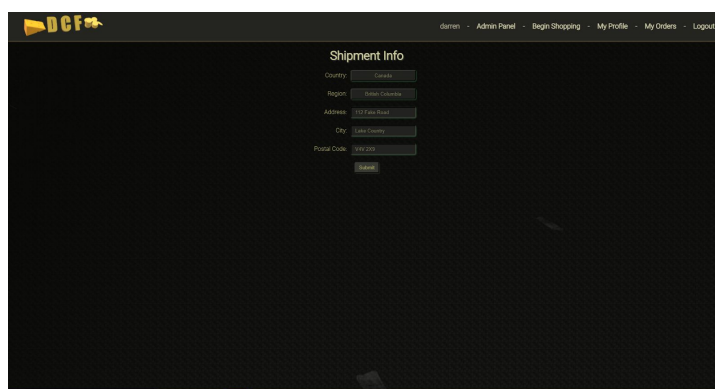 DCF
darren - Admin Panel - Begin Shopping - My Profile - My Orders - Logout
Shipment Info
Country: Canada
Region: British Columbia
Address: 112 Fake Road
City: Lake Country
Postal Code:
Submit